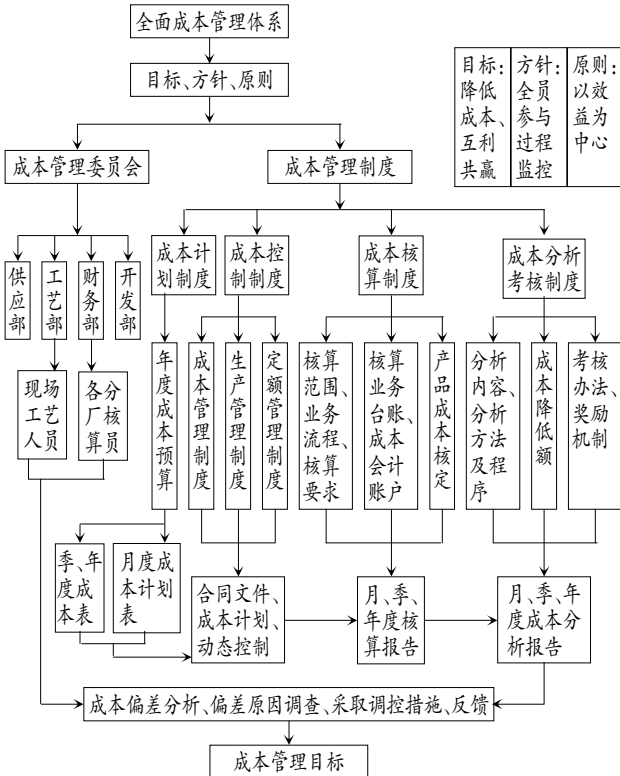 全面成本管理体系
目标、方针、原则
目标：
降低
成本、
互利
共赢
方针：
全员
参与
过程
监控
原则：
以效
益为
中心
成本管理委员会
成本管理制度
供应部
工艺部
财务部
开发部
成本计
划制度
成本控
制制度
成本核
算制度
成本分析
考核制度
现场
工艺
人员
各分
厂核
算员
年度成本预算
成本管理制度
生产管理制度
定额管理制度
核算
范围、
业务
流程、
核算
要求
核算
业务
台账、
成本
会计
账户
产品成本核定
分析
内容、
分析
方法
及程
序
成本降低额
考核
办法、
奖励
机制
季、年
度成
本表
月度成
本计划
表
合同文件、
成本计划、
动态控制
月、季、
年度核
算报告
月、季、年
度成本分
析报告
成本偏差分析、偏差原因调查、采取调控措施、反馈
成本管理目标